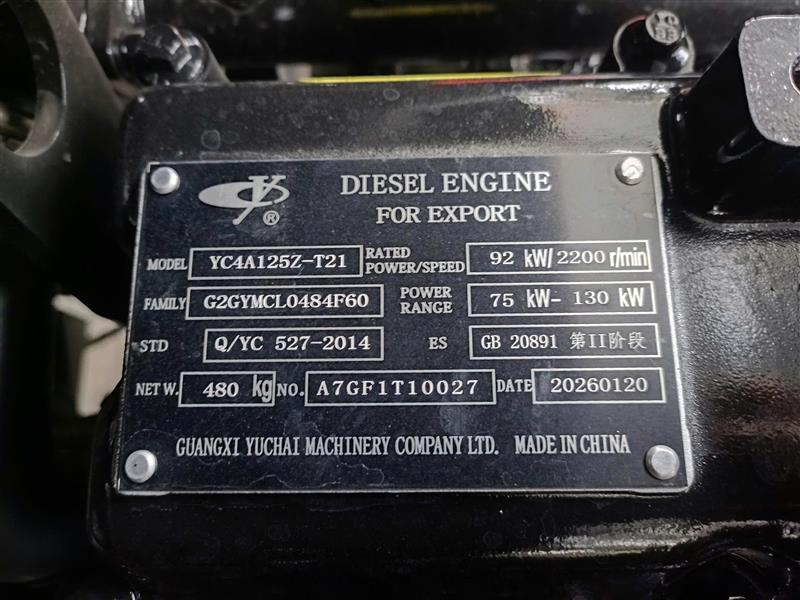 DIESEL ENGINE
FOR EXPORT
®
MODEL YC4A125Z-T21 RATED POWER/SPEED 92 kW/2200 r/min
FAMILY G2GYMCL0484F60 POWER RANGE 75 kW- 130 kW
STD Q/YC 527-2014 ES GB 20891 第II阶段
NET W. 480 kg NO. A7GF1T10027 DATE 20260120
GUANGXI YUCHAI MACHINERY COMPANY LTD. MADE IN CHINA